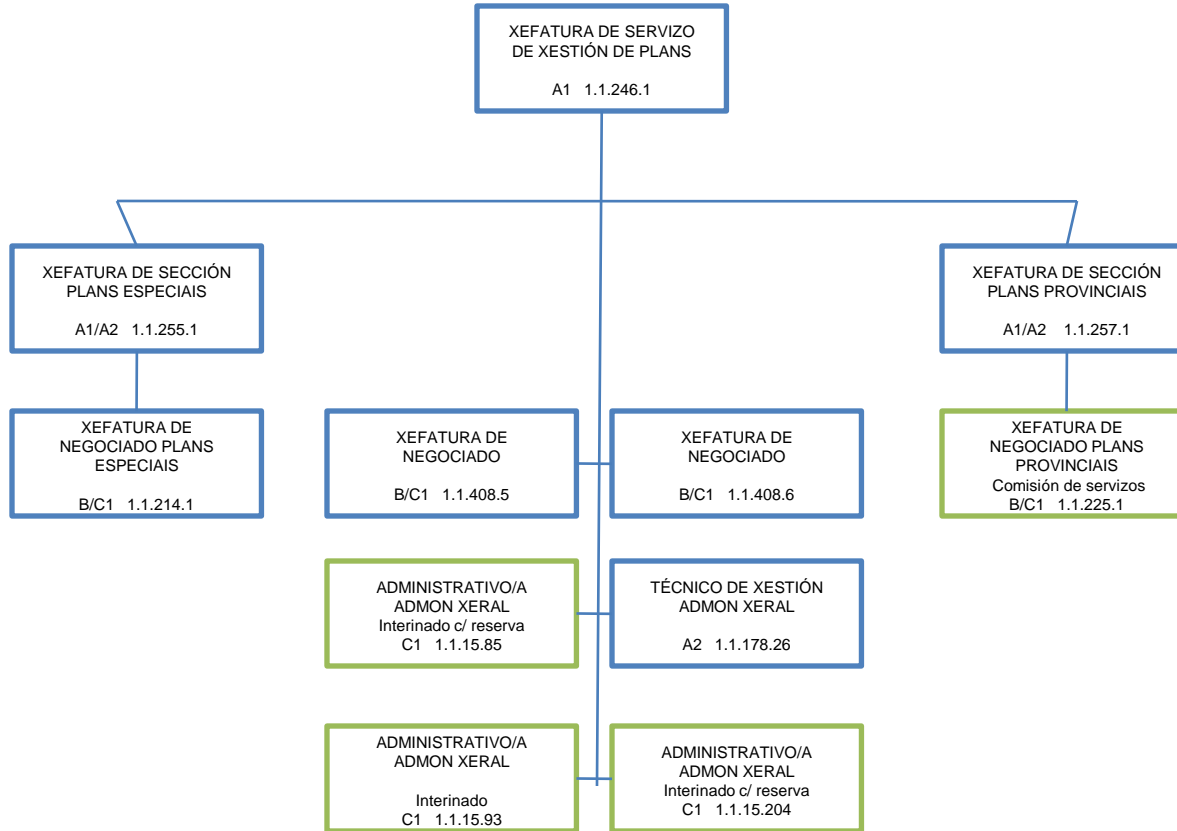 XEFATURA DE SERVIZO
DE XESTIÓN DE PLANS
A1 1.1.246.1
XEFATURA DE SECCIÓN
PLANS ESPECIAIS
A1/A2 1.1.255.1
XEFATURA DE SECCIÓN
PLANS PROVINCIAIS
A1/A2 1.1.257.1
XEFATURA DE
NEGOCIADO PLANS
ESPECIAIS
B/C1 1.1.214.1
XEFATURA DE
NEGOCIADO
B/C1 1.1.408.5
XEFATURA DE
NEGOCIADO
B/C1 1.1.408.6
XEFATURA DE
NEGOCIADO PLANS
PROVINCIAIS
Comisión de servizos
B/C1 1.1.225.1
ADMINISTRATIVO/A
ADMON XERAL
Interinado c/ reserva
C1 1.1.15.85
TÉCNICO DE XESTIÓN
ADMON XERAL
A2 1.1.178.26
ADMINISTRATIVO/A
ADMON XERAL
Interinado
C1 1.1.15.93
ADMINISTRATIVO/A
ADMON XERAL
Interinado c/ reserva
C1 1.1.15.204